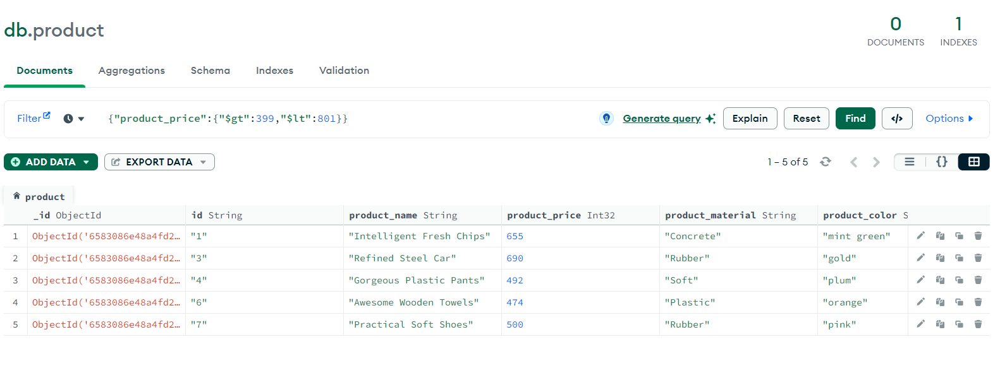 db.product
0 1
DOCUMENTS INDEXES
Documents Aggregations Schema Indexes Validation
Filter {"product_price":{"$gt":399,"$lt":801}} Generate query Explain Reset Find </> Options
ADD DATA EXPORT DATA 1 – 5 of 5 {}
product
_id ObjectId id String product_name String product_price Int32 product_material String product_color S
1 ObjectId('6583086e48a4fd2… "1" "Intelligent Fresh Chips" 655 "Concrete" "mint green"
2 ObjectId('6583086e48a4fd2… "3" "Refined Steel Car" 690 "Rubber" "gold"
3 ObjectId('6583086e48a4fd2… "4" "Gorgeous Plastic Pants" 492 "Soft" "plum"
4 ObjectId('6583086e48a4fd2… "6" "Awesome Wooden Towels" 474 "Plastic" "orange"
5 ObjectId('6583086e48a4fd2… "7" "Practical Soft Shoes" 500 "Rubber" "pink"